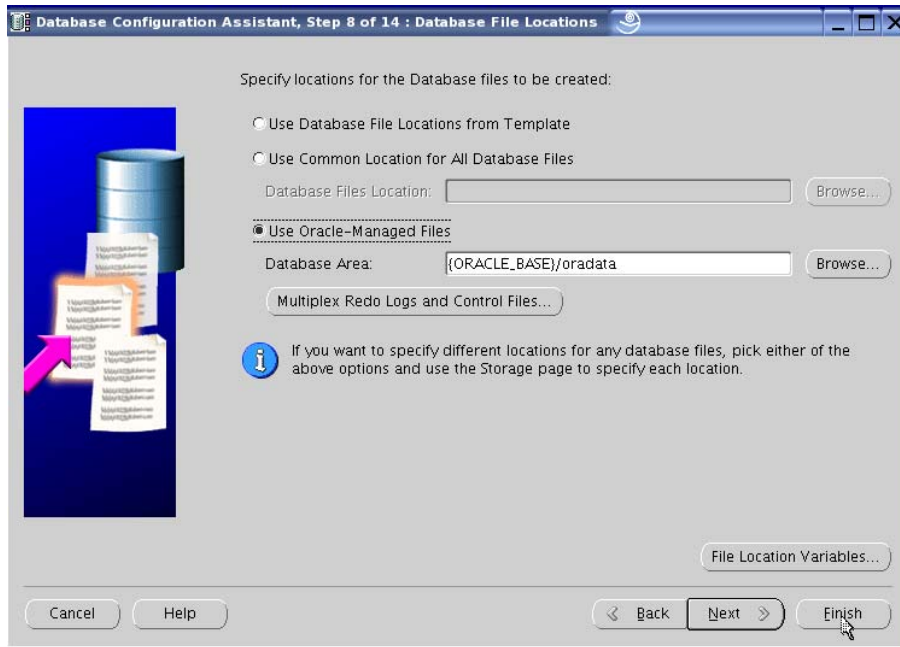 Database Configuration Assistant, Step 8 of 14 : Database File Locations
Specify locations for the Database files to be created:
Use Database File Locations from Template
Use Common Location for All Database Files
Database Files Location:
Browse...
Use Oracle-Managed Files
Database Area:
{ORACLE_BASE}/oradata
Browse...
Multiplex Redo Logs and Control Files...
If you want to specify different locations for any database files, pick either of the
above options and use the Storage page to specify each location.
File Location Variables...
Cancel
Help
Back
Next
Finish